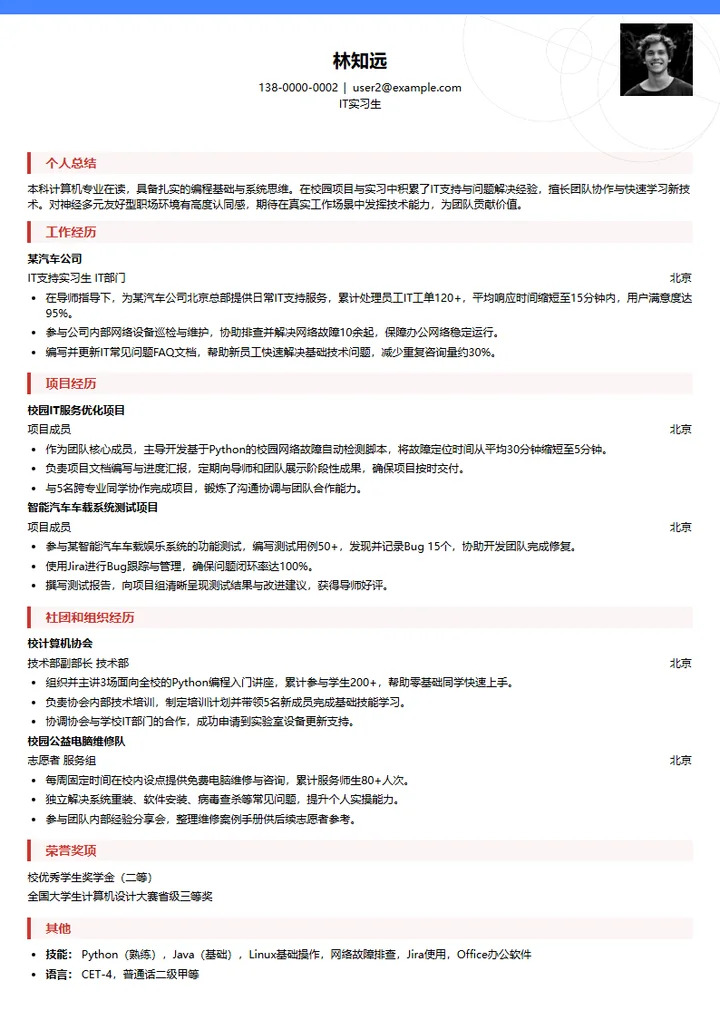 林知远
138-0000-0002 | user2@example.com
IT实习生
个人总结
本科计算机专业在读，具备扎实的编程基础与系统思维。在校园项目与实习中积累了IT支持与问题解决经验，擅长团队协作与快速学习新技
术。对神经多元友好型职场环境有高度认同感，期待在真实工作场景中发挥技术能力，为团队贡献价值。
工作经历
某汽车公司
IT支持实习生 IT部门 北京
• 在导师指导下，为某汽车公司北京总部提供日常IT支持服务，累计处理员工IT工单120+，平均响应时间缩短至15分钟内，用户满意度达
95%。
• 参与公司内部网络设备巡检与维护，协助排查并解决网络故障10余起，保障办公网络稳定运行。
• 编写并更新IT常见问题FAQ文档，帮助新员工快速解决基础技术问题，减少重复咨询量约30%。
项目经历
校园IT服务优化项目
项目成员 北京
• 作为团队核心成员，主导开发基于Python的校园网络故障自动检测脚本，将故障定位时间从平均30分钟缩短至5分钟。
• 负责项目文档编写与进度汇报，定期向导师和团队展示阶段性成果，确保项目按时交付。
• 与5名跨专业同学协作完成项目，锻炼了沟通协调与团队合作能力。
智能汽车车载系统测试项目
项目成员 北京
• 参与某智能汽车车载娱乐系统的功能测试，编写测试用例50+，发现并记录Bug 15个，协助开发团队完成修复。
• 使用Jira进行Bug跟踪与管理，确保问题闭环率达100%。
• 撰写测试报告，向项目组清晰呈现测试结果与改进建议，获得导师好评。
社团和组织经历
校计算机协会
技术部副部长 技术部 北京
• 组织并主讲3场面向全校的Python编程入门讲座，累计参与学生200+，帮助零基础同学快速上手。
• 负责协会内部技术培训，制定培训计划并带领5名新成员完成基础技能学习。
• 协调协会与学校IT部门的合作，成功申请到实验室设备更新支持。
校园公益电脑维修队
志愿者 服务组 北京
• 每周固定时间在校内设点提供免费电脑维修与咨询，累计服务师生80+人次。
• 独立解决系统重装、软件安装、病毒查杀等常见问题，提升个人实操能力。
• 参与团队内部经验分享会，整理维修案例手册供后续志愿者参考。
荣誉奖项
校优秀学生奖学金（二等）
全国大学生计算机设计大赛省级三等奖
其他
• 技能： Python（熟练）, Java（基础）, Linux基础操作，网络故障排查，Jira使用，Office办公软件
• 语言： CET-4，普通话二级甲等